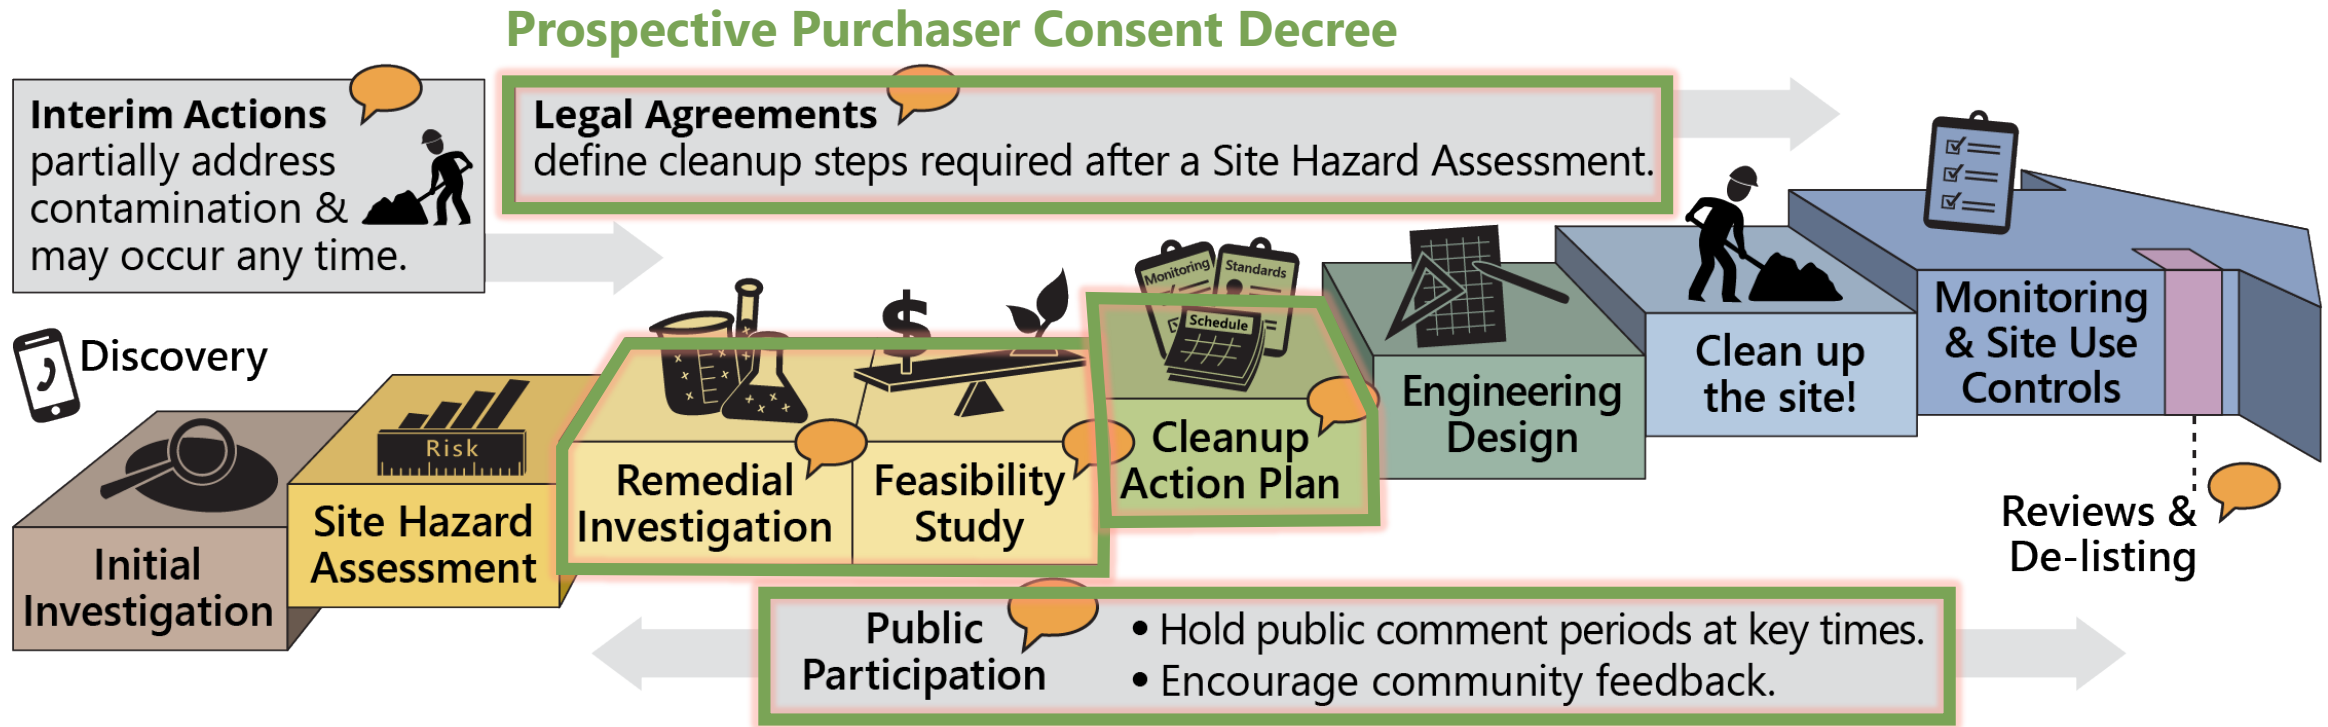 Prospective Purchaser Consent Decree
Interim Actions
partially address
contamination &
may occur any time.
Legal Agreements
define cleanup steps required after a Site Hazard Assessment.
Discovery
Initial
Investigation
Risk
Site Hazard
Assessment
Remedial
Investigation
$
Feasibility
Study
Monitoring
Standards
Schedule
Cleanup
Action Plan
Engineering
Design
Clean up
the site!
Monitoring
& Site Use
Controls
Reviews &
De-listing
Public
Participation
• Hold public comment periods at key times.
• Encourage community feedback.